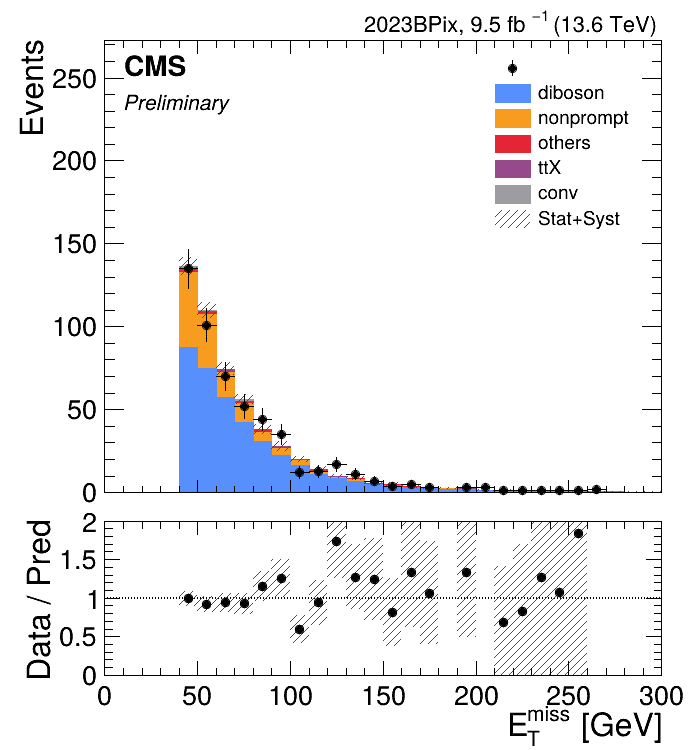 2023BPix, 9.5 fb⁻¹ (13.6 TeV)
Events
CMS
Preliminary
250
200
150
100
50
0
diboson
nonprompt
others
ttX
conv
Stat+Syst
Data / Pred
2
1.5
1
0.5
0
0 50 100 150 200 250 300
E_T^miss [GeV]